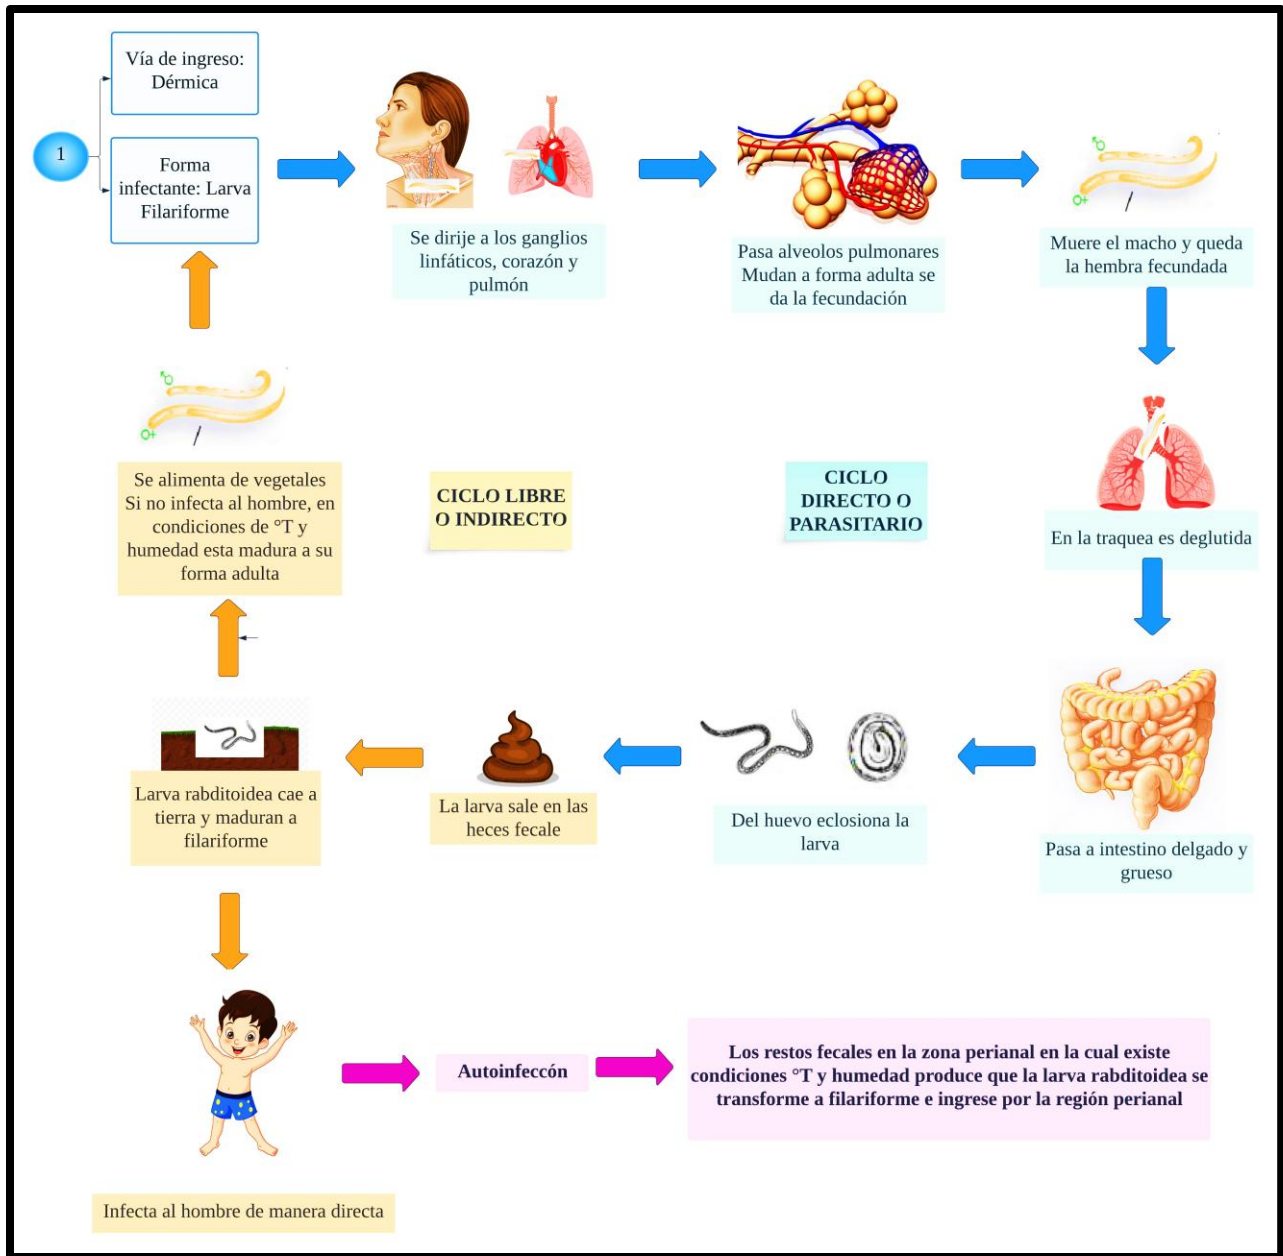 Vía de ingreso:
Dérmica
1
Forma
infectante: Larva
Filariforme
Se dirije a los ganglios
linfáticos, corazón y
pulmón
Pasa alveolos pulmonares
Mudan a forma adulta se
da la fecundación
Muere el macho y queda
la hembra fecundada
Se alimenta de vegetales
Si no infecta al hombre, en
condiciones de °T y
humedad esta madura a su
forma adulta
CICLO LIBRE
O INDIRECTO
CICLO
DIRECTO O
PARASITARIO
En la traquea es deglutida
Larva rabditoidea cae a
tierra y maduran a
filariforme
La larva sale en las
heces fecale
Del huevo eclosiona la
larva
Pasa a intestino delgado y
grueso
Autoinfeccón
Los restos fecales en la zona perianal en la cual existe
condiciones °T y humedad produce que la larva rabditoidea se
transforme a filariforme e ingrese por la región perianal
Infecta al hombre de manera directa